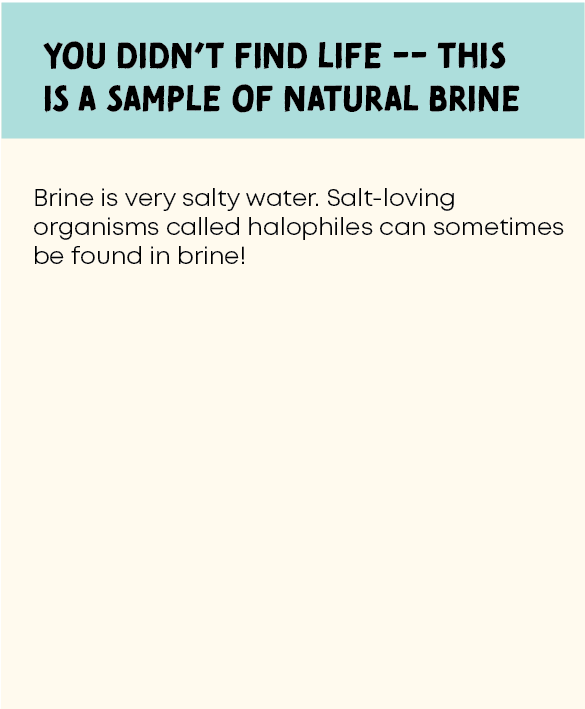 YOU DIDN'T FIND LIFE -- THIS
IS A SAMPLE OF NATURAL BRINE
Brine is very salty water. Salt-loving
organisms called halophiles can sometimes
be found in brine!